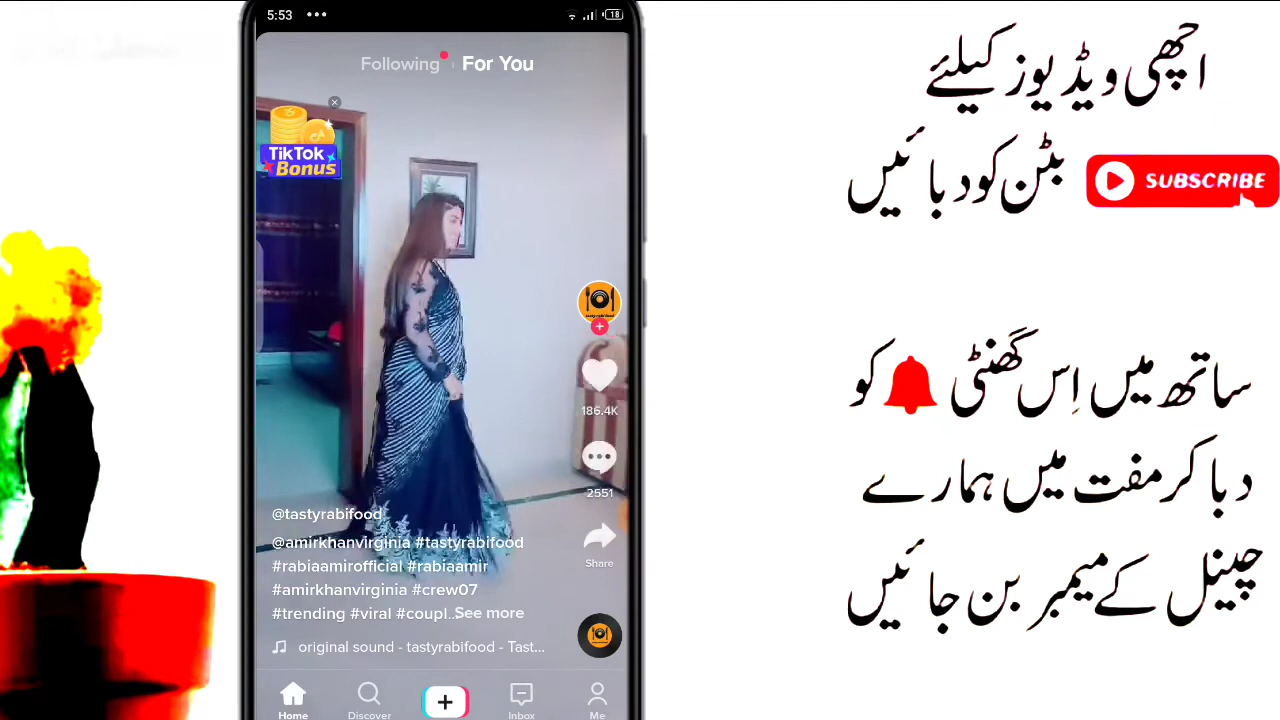 5:53
18
Following
For You
TikTok
Bonus
186.4K
2551
Share
@tastyrabifood
@amirkhanvirginia #tastyrabifood
#rabiaamirofficial #rabiaamir
#amirkhanvirginia #crew07
#trending #viral #coupl...See more
original sound - tastyrabifood - Tast...
Home
Discover
Inbox
Me
اچھی ویڈیوز کیلئے
SUBSCRIBE بٹن کو دبائیں
ساتھ میں اِس گھنٹی کو
دبا کر مفت میں ہمارے
چینل کے میمبر بن جائیں